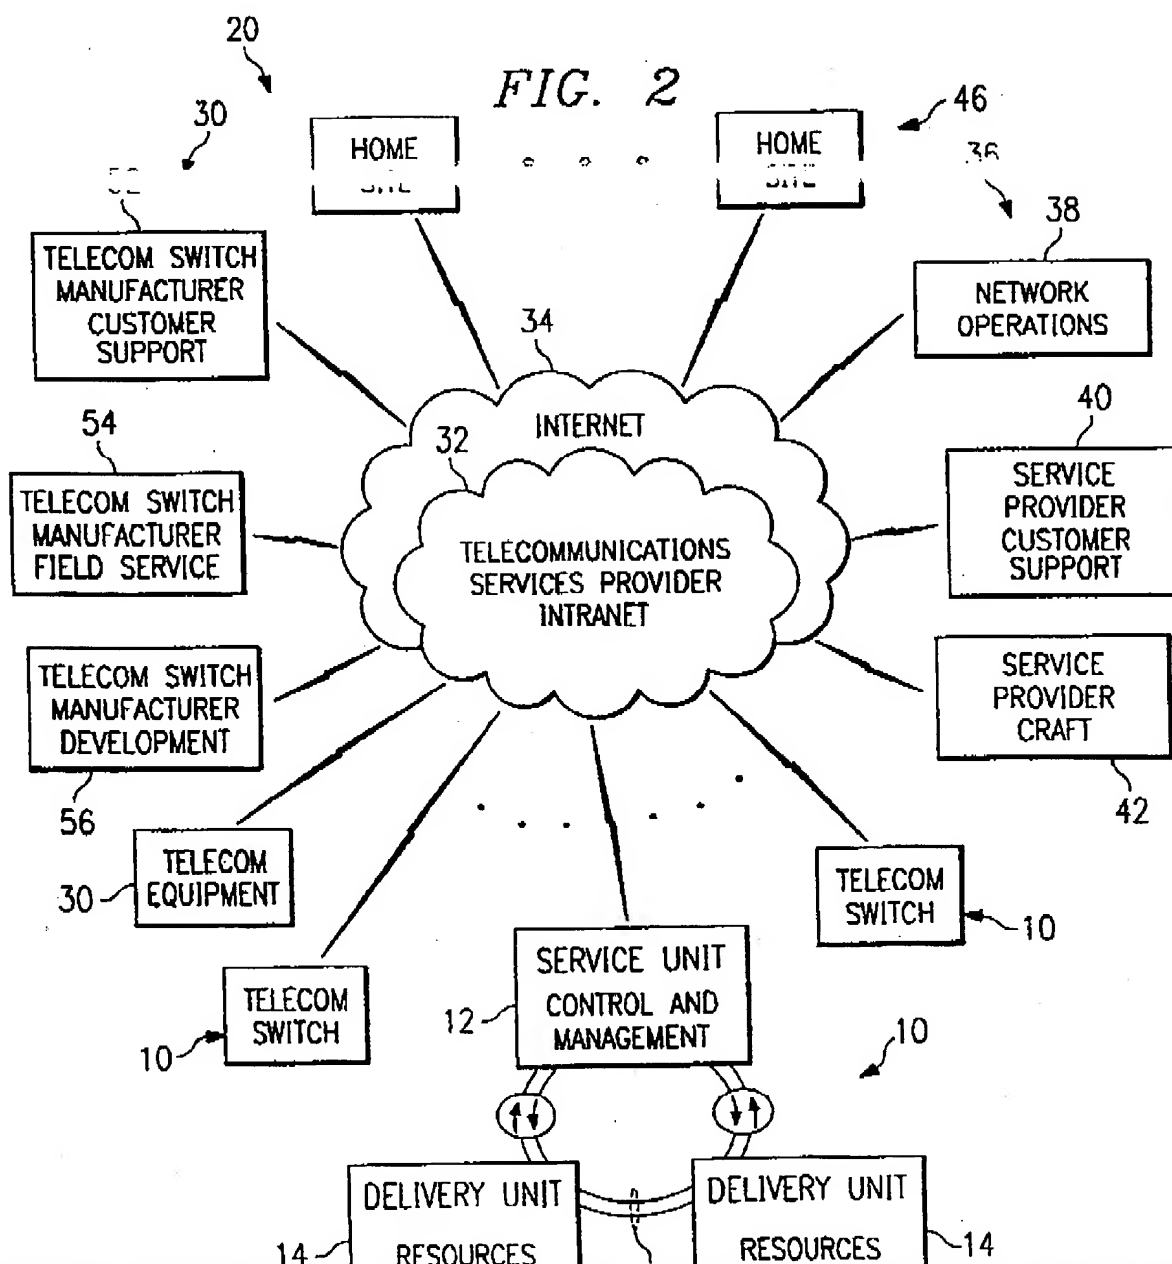 20
FIG. 2
30
46
HOME
HOME
36
38
TELECOM SWITCH
MANUFACTURER
CUSTOMER
SUPPORT
NETWORK
OPERATIONS
34
INTERNET
40
54
32
TELECOM SWITCH
MANUFACTURER
FIELD SERVICE
SERVICE
PROVIDER
CUSTOMER
SUPPORT
TELECOMMUNICATIONS
SERVICES PROVIDER
INTRANET
TELECOM SWITCH
MANUFACTURER
DEVELOPMENT
SERVICE
PROVIDER
CRAFT
56
42
TELECOM
EQUIPMENT
30
TELECOM
SWITCH
10
SERVICE UNIT
CONTROL AND
MANAGEMENT
12
TELECOM
SWITCH
10
10
DELIVERY UNIT
RESOURCES
14
DELIVERY UNIT
RESOURCES
14